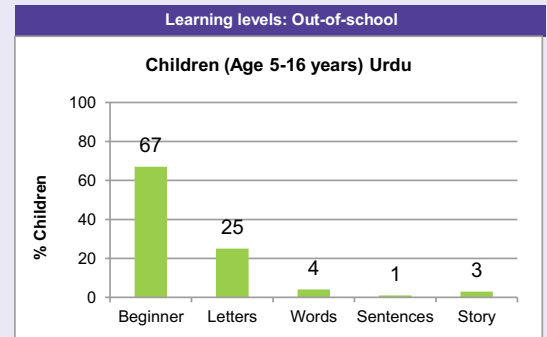 Learning levels: Out-of-school
Children (Age 5-16 years) Urdu
% Children
100
80
60
40
20
0
67
25
4
1
3
Beginner Letters Words Sentences Story